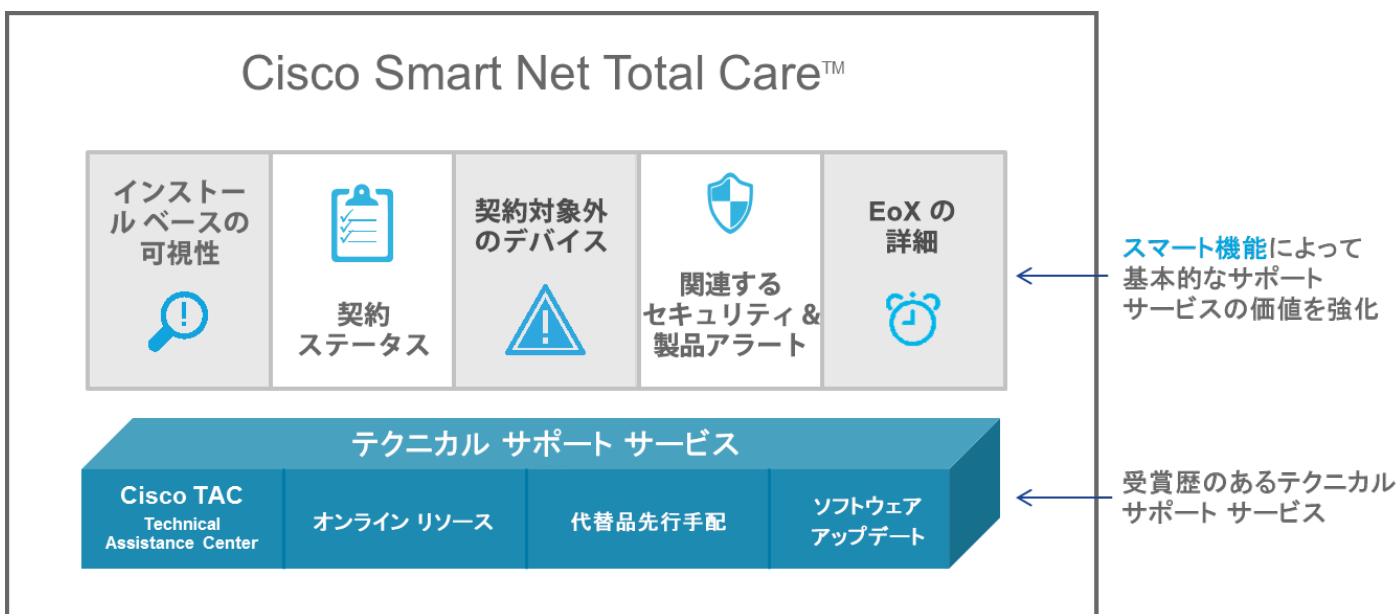 Cisco Smart Net Total Care™
インストー
ル ベースの
可視性
契約
ステータス
契約対象外
のデバイス
関連する
セキュリティ &
製品アラート
EoX の
詳細
スマート機能によって
基本的なサポート
サービスの価値を強化
テクニカル サポート サービス
Cisco TAC
Technical
Assistance Center
オンライン リソース
代替品先行手配
ソフトウェア
アップデート
受賞歴のあるテクニカル
サポート サービス